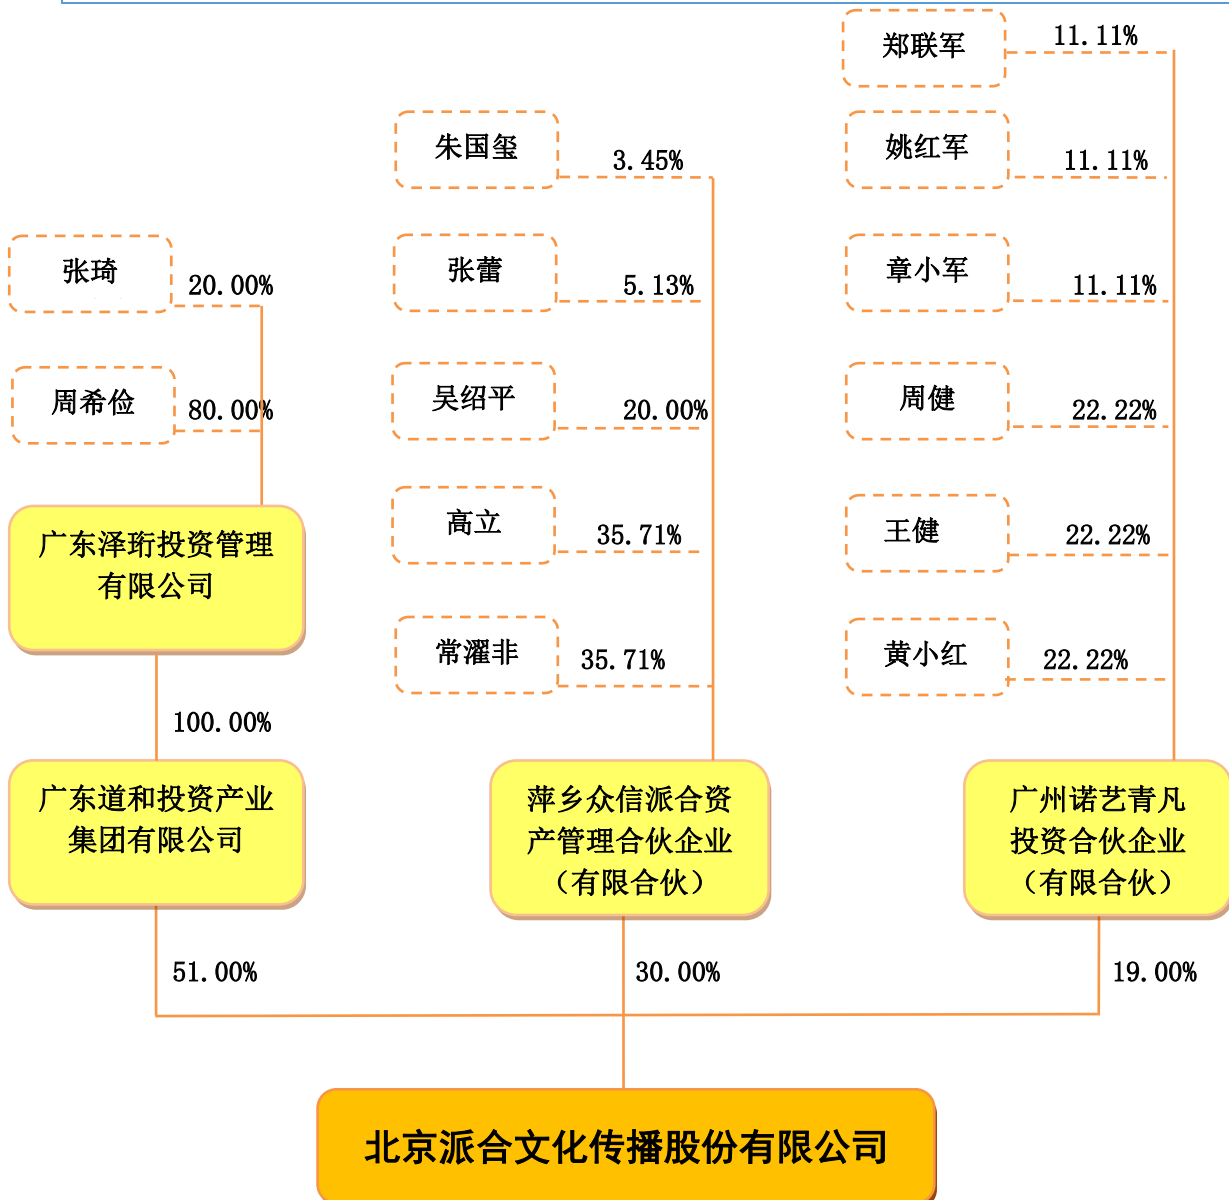 郑联军
11.11%
朱国玺
3.45%
姚红军
11.11%
张琦
20.00%
张蕾
5.13%
章小军
11.11%
周希俭
80.00%
吴绍平
20.00%
周健
22.22%
广东泽珩投资管理
有限公司
高立
35.71%
王健
22.22%
常濯非
35.71%
黄小红
22.22%
100.00%
广东道和投资产业
集团有限公司
萍乡众信派合资
产管理合伙企业
（有限合伙）
广州诺艺青凡
投资合伙企业
（有限合伙）
51.00%
30.00%
19.00%
北京派合文化传播股份有限公司